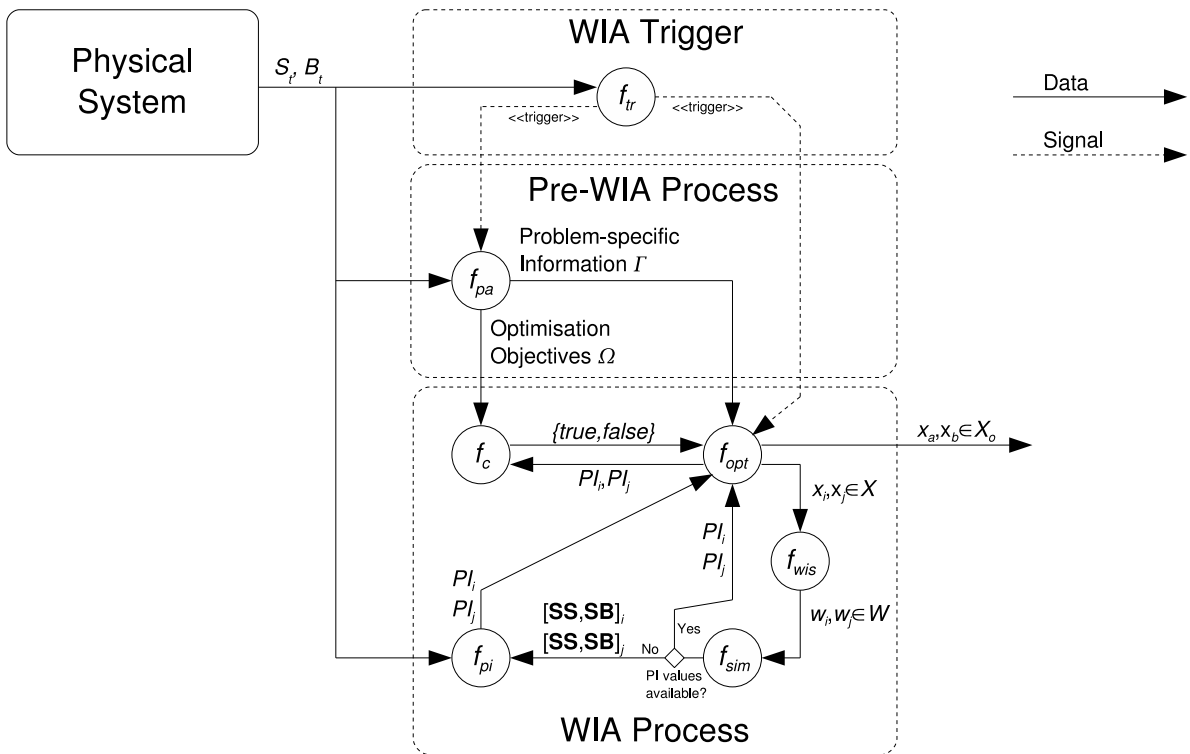 Physical
System
S_t, B_t
WIA Trigger
f_tr
<<trigger>>
<<trigger>>
Data
Signal
Pre-WIA Process
Problem-specific
Information Γ
f_pa
Optimisation
Objectives Ω
f_c
{true,false}
f_opt
PI_i,PI_j
x_a,x_b∈X_o
x_i,x_j∈X
PI_i
PI_j
f_wis
PI_i
PI_j
w_i,w_j∈W
[SS,SB]_i
[SS,SB]_j
Yes
No
f_pi
f_sim
PI values
available?
WIA Process